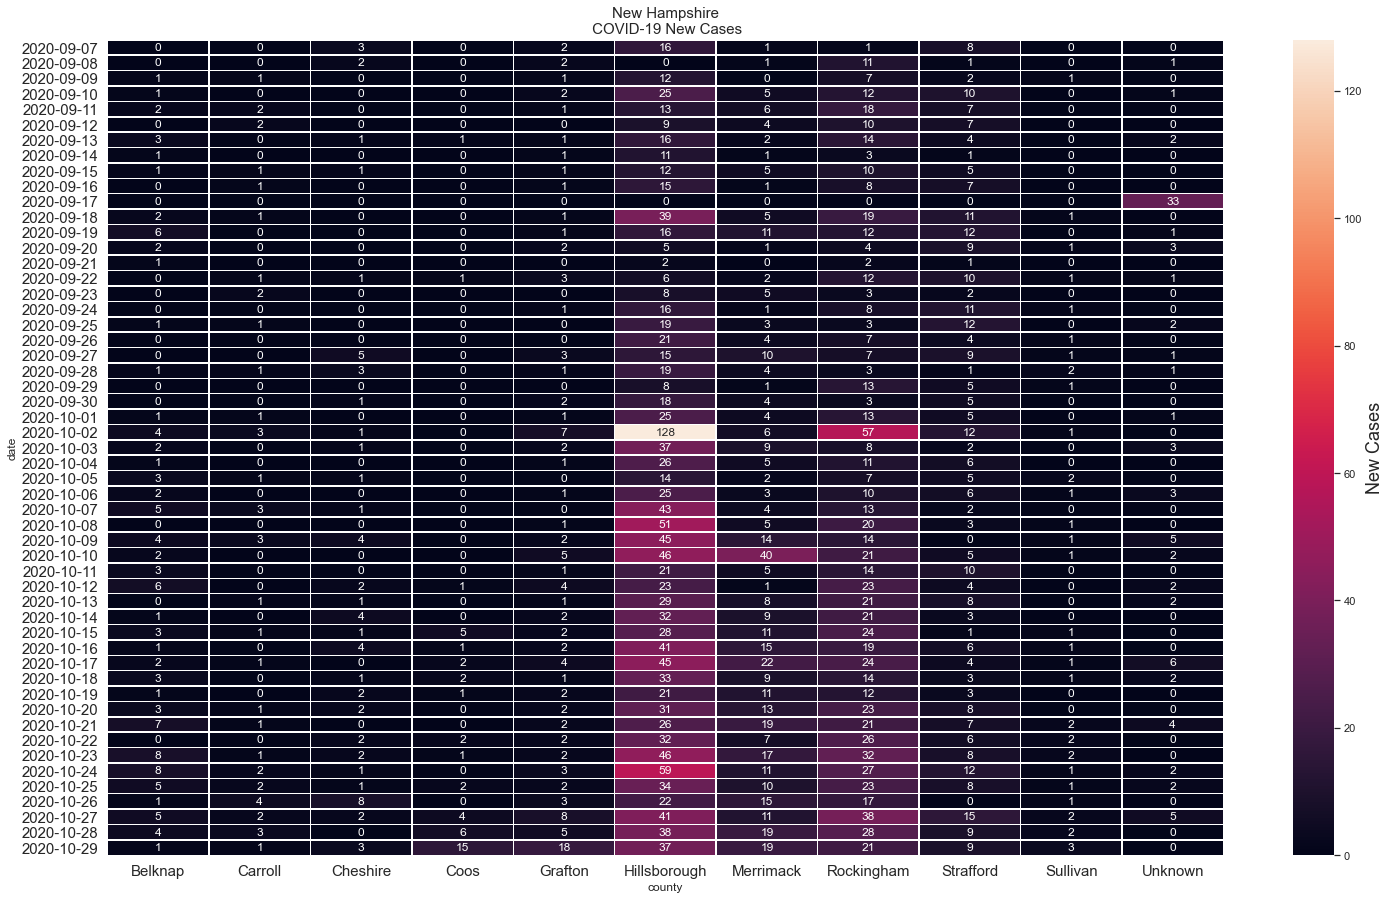 New Hampshire
COVID-19 New Cases
2020-09-07 0 0 3 0 2 16 1 1 8 0 0
2020-09-08 0 0 2 0 2 0 1 11 1 0 1
2020-09-09 1 1 0 0 1 12 0 7 2 1 0
2020-09-10 1 0 0 0 2 25 5 12 10 0 1
2020-09-11 2 2 0 0 1 13 6 18 7 0 0
2020-09-12 0 2 0 0 0 9 4 10 7 0 0
2020-09-13 3 0 1 1 1 16 2 14 4 0 2
2020-09-14 1 0 0 0 1 11 1 3 1 0 0
2020-09-15 1 1 1 0 1 12 5 10 5 0 0
2020-09-16 0 1 0 0 1 15 1 8 7 0 0
2020-09-17 0 0 0 0 0 0 0 0 0 0 33
2020-09-18 2 1 0 0 1 39 5 19 11 1 0
2020-09-19 6 0 0 0 1 16 11 12 12 0 1
2020-09-20 2 0 0 0 2 5 1 4 9 1 3
2020-09-21 1 0 0 0 0 2 0 2 1 0 0
2020-09-22 0 1 1 1 3 6 2 12 10 1 1
2020-09-23 0 2 0 0 0 8 5 3 2 0 0
2020-09-24 0 0 0 0 1 16 1 8 11 1 0
2020-09-25 1 1 0 0 0 19 3 3 12 0 2
2020-09-26 0 0 0 0 0 21 4 7 4 1 0
2020-09-27 0 0 5 0 3 15 10 7 9 1 1
2020-09-28 1 1 3 0 1 19 4 3 1 2 1
2020-09-29 0 0 0 0 0 8 1 13 5 1 0
2020-09-30 0 0 1 0 2 18 4 3 5 0 0
2020-10-01 1 1 0 0 1 25 4 13 5 0 1
2020-10-02 4 3 1 0 7 128 6 57 12 1 0
2020-10-03 2 0 1 0 2 37 9 8 2 0 3
2020-10-04 1 0 0 0 1 26 5 11 6 0 0
2020-10-05 3 1 1 0 0 14 2 7 5 2 0
2020-10-06 2 0 0 0 1 25 3 10 6 1 3
2020-10-07 5 3 1 0 0 43 4 13 2 0 0
2020-10-08 0 0 0 0 1 51 5 20 3 1 0
2020-10-09 4 3 4 0 2 45 14 14 0 1 5
2020-10-10 2 0 0 0 5 46 40 21 5 1 2
2020-10-11 3 0 0 0 1 21 5 14 10 0 0
2020-10-12 6 0 2 1 4 23 1 23 4 0 2
2020-10-13 0 1 1 0 1 29 8 21 8 0 2
2020-10-14 1 0 4 0 2 32 9 21 3 0 0
2020-10-15 3 1 1 5 2 28 11 24 1 1 0
2020-10-16 1 0 4 1 2 41 15 19 6 1 0
2020-10-17 2 1 0 2 4 45 22 24 4 1 6
2020-10-18 3 0 1 2 1 33 9 14 3 1 2
2020-10-19 1 0 2 1 2 21 11 12 3 0 0
2020-10-20 3 1 2 0 2 31 13 23 8 0 0
2020-10-21 7 1 0 0 2 26 19 21 7 2 4
2020-10-22 0 0 2 2 2 32 7 26 6 2 0
2020-10-23 8 1 2 1 2 46 17 32 8 2 0
2020-10-24 8 2 1 0 3 59 11 27 12 1 2
2020-10-25 5 2 1 2 2 34 10 23 8 1 2
2020-10-26 1 4 8 0 3 22 15 17 0 1 0
2020-10-27 5 2 2 4 8 41 11 38 15 2 5
2020-10-28 4 3 0 6 5 38 19 28 9 2 0
2020-10-29 1 1 3 15 18 37 19 21 9 3 0
Belknap Carroll Cheshire Coos Grafton Hillsborough Merrimack Rockingham Strafford Sullivan Unknown
county
date
120
100
80
60
40
20
0
New Cases